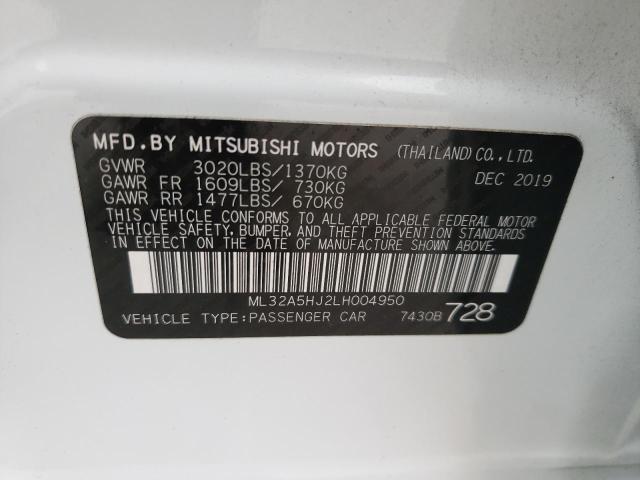 MFD.BY MITSUBISHI MOTORS (THAILAND)CO.,LTD.
GVWR 3020LBS/1370KG DEC 2019
GAWR FR 1609LBS/ 730KG
GAWR RR 1477LBS/ 670KG
THIS VEHICLE CONFORMS TO ALL APPLICABLE FEDERAL MOTOR
VEHICLE SAFETY, BUMPER, AND THEFT PREVENTION STANDARDS
IN EFFECT ON THE DATE OF MANUFACTURE SHOWN ABOVE.
ML32A5HJ2LH004950
VEHICLE TYPE:PASSENGER CAR 7430B 728